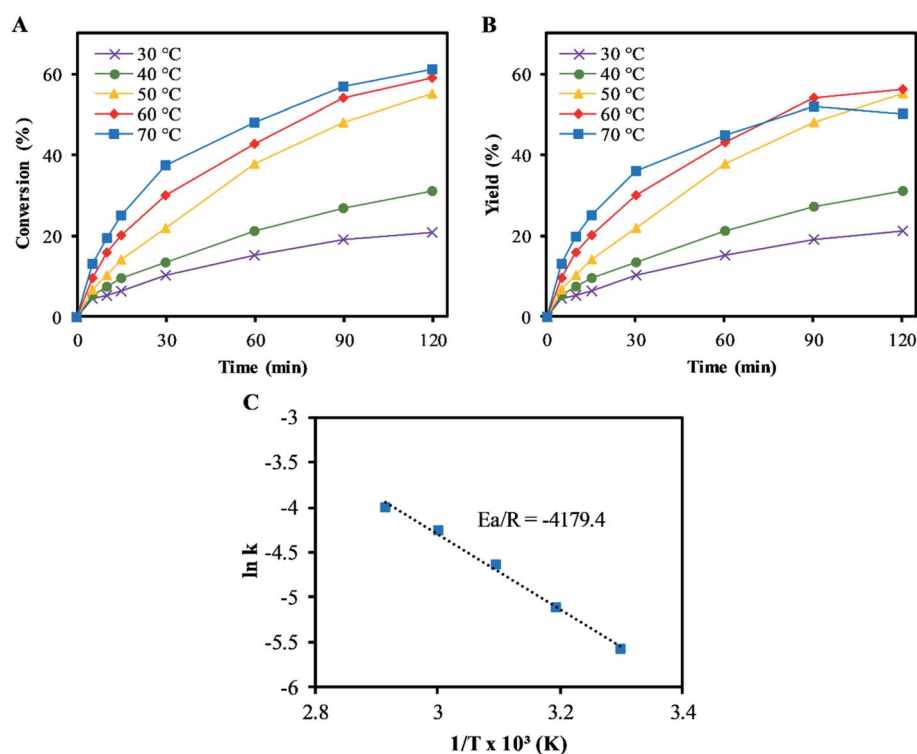 A
Conversion (%)
60
40
20
0
30 °C
40 °C
50 °C
60 °C
70 °C
0 30 60 90 120
Time (min)
B
Yield (%)
60
40
20
0
30 °C
40 °C
50 °C
60 °C
70 °C
0 30 60 90 120
Time (min)
C
ln k
-3
-3.5
-4
-4.5
-5
-5.5
-6
Ea/R = -4179.4
2.8 3 3.2 3.4
1/T x 10³ (K)